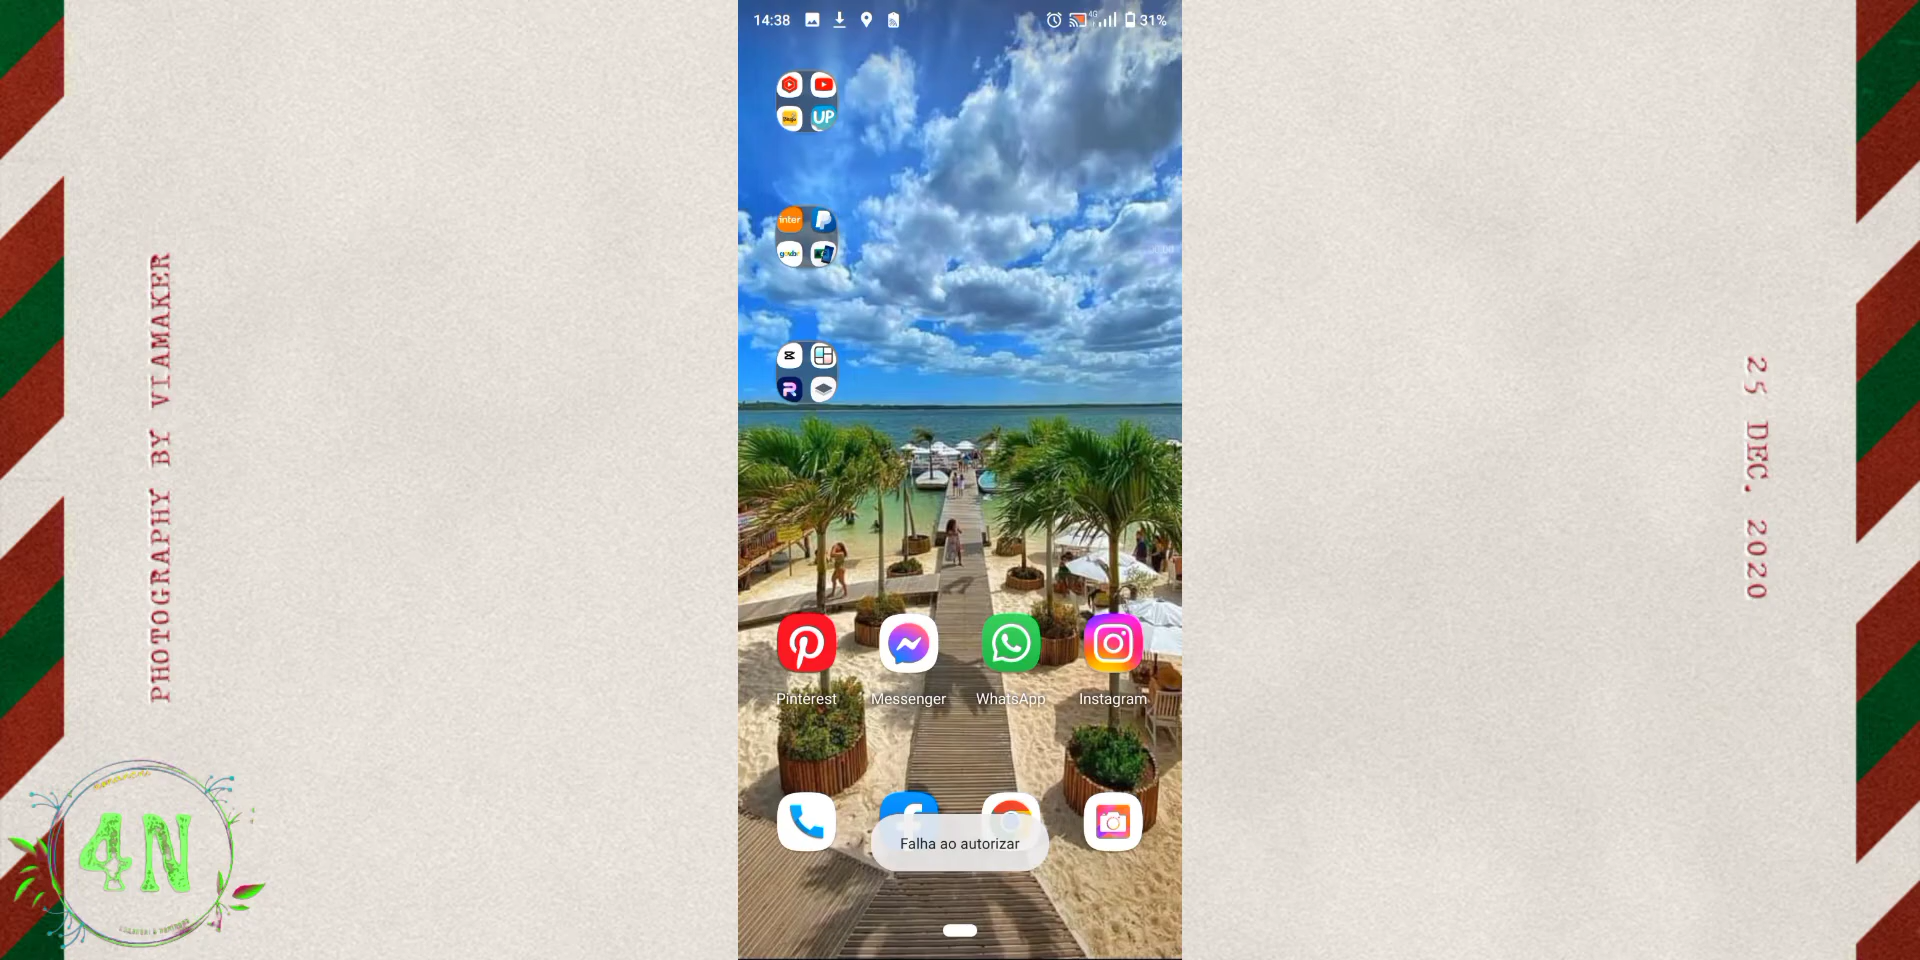 14:38
4G
31%
UP
inter
PHOTOGRAPHY BY VIAMAKER
25 DEC, 2020
Pinterest
Messenger
WhatsApp
Instagram
Falha ao autorizar
4N